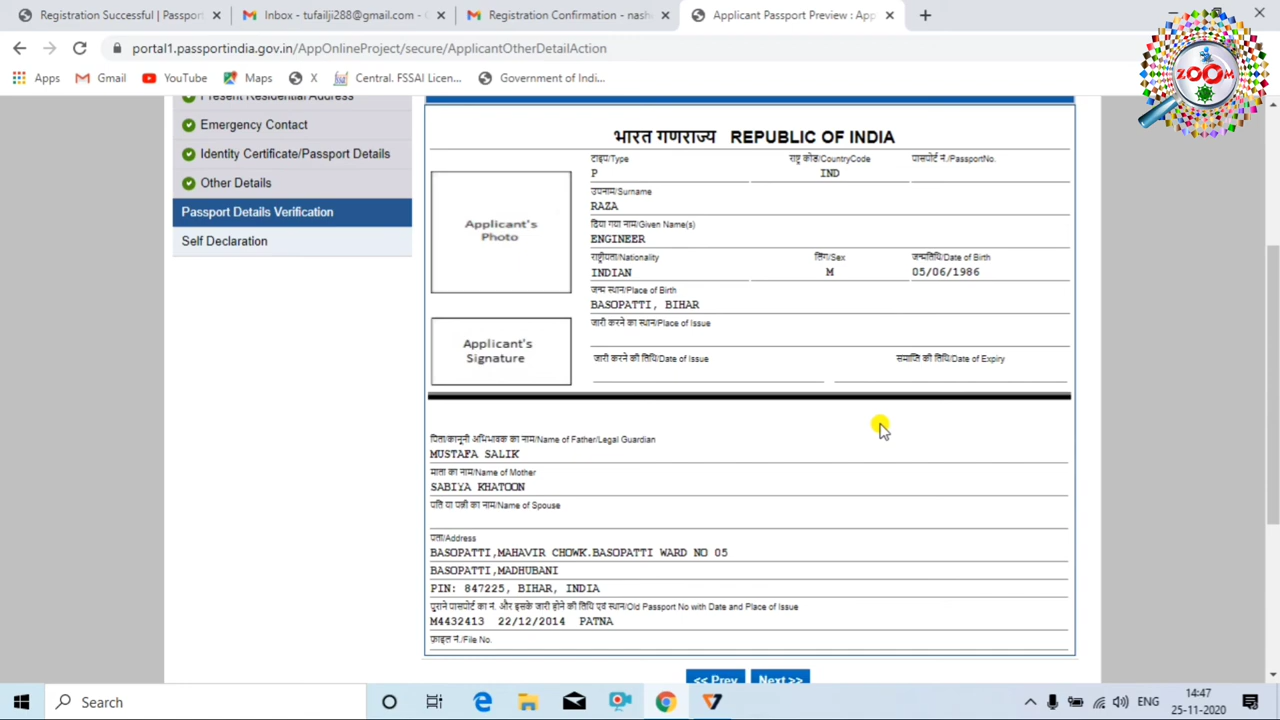 Registration Successful | Passport
Inbox - tufailji288@gmail.com -
Registration Confirmation - nash
Applicant Passport Preview : App
portal1.passportindia.gov.in/AppOnlineProject/secure/ApplicantOtherDetailAction
Apps Gmail YouTube Maps X Central. FSSAI Licen... Government of Indi...
ZOOM
Present Residential Address
Emergency Contact
Identity Certificate/Passport Details
Other Details
Passport Details Verification
Self Declaration
भारत गणराज्य REPUBLIC OF INDIA
टाइप/Type राष्ट्र कोड/CountryCode पासपोर्ट नं./PassportNo.
P IND
उपनाम/Surname
RAZA
दिया गया नाम/Given Name(s)
ENGINEER
राष्ट्रीयता/Nationality लिंग/Sex जन्मतिथि/Date of Birth
INDIAN M 05/06/1986
जन्म स्थान/Place of Birth
BASOPATTI, BIHAR
जारी करने का स्थान/Place of Issue
जारी करने की तिथि/Date of Issue समाप्ति की तिथि/Date of Expiry
Applicant's
Photo
Applicant's
Signature
पिता/कानूनी अभिभावक का नाम/Name of Father/Legal Guardian
MUSTAFA SALIK
माता का नाम/Name of Mother
SABIYA KHATOON
पति या पत्नी का नाम/Name of Spouse
पता/Address
BASOPATTI,MAHAVIR CHOWK.BASOPATTI WARD NO 05
BASOPATTI,MADHUBANI
PIN: 847225, BIHAR, INDIA
पुराने पासपोर्ट का नं. और इसके जारी होने की तिथि एवं स्थान/Old Passport No with Date and Place of Issue
M4432413 22/12/2014 PATNA
फ़ाइल नं./File No.
<< Prev Next >>
Search
ENG
14:47
25-11-2020